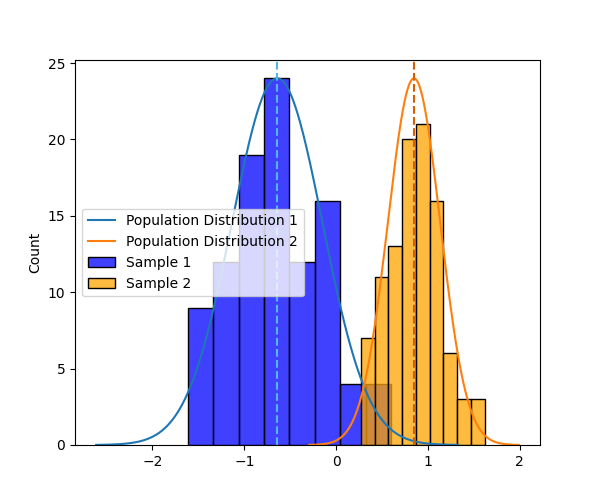 25
20
15
10
5
0
Count
Population Distribution 1
Population Distribution 2
Sample 1
Sample 2
−2 −1 0 1 2